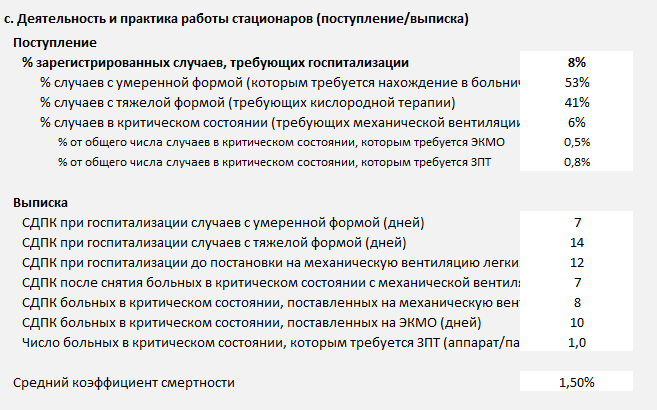 c. Деятельность и практика работы стационаров (поступление/выписка)
Поступление
% зарегистрированных случаев, требующих госпитализации 8%
% случаев с умеренной формой (которым требуется нахождение в больнич 53%
% случаев с тяжелой формой (требующих кислородной терапии) 41%
% случаев в критическом состоянии (требующих механической вентиляции 6%
% от общего числа случаев в критическом состоянии, которым требуется ЭКМО 0,5%
% от общего числа случаев в критическом состоянии, которым требуется ЗПТ 0,8%
Выписка
СДПК при госпитализации случаев с умеренной формой (дней) 7
СДПК при госпитализации случаев с тяжелой формой (дней) 14
СДПК при госпитализации до постановки на механическую вентиляцию легки 12
СДПК после снятия больных в критическом состоянии с механической вентиля 7
СДПК больных в критическом состоянии, поставленных на механическую вент 8
СДПК больных в критическом состоянии, поставленных на ЭКМО (дней) 10
Число больных в критическом состоянии, которым требуется ЗПТ (аппарат/па 1,0
Средний коэффициент смертности 1,50%